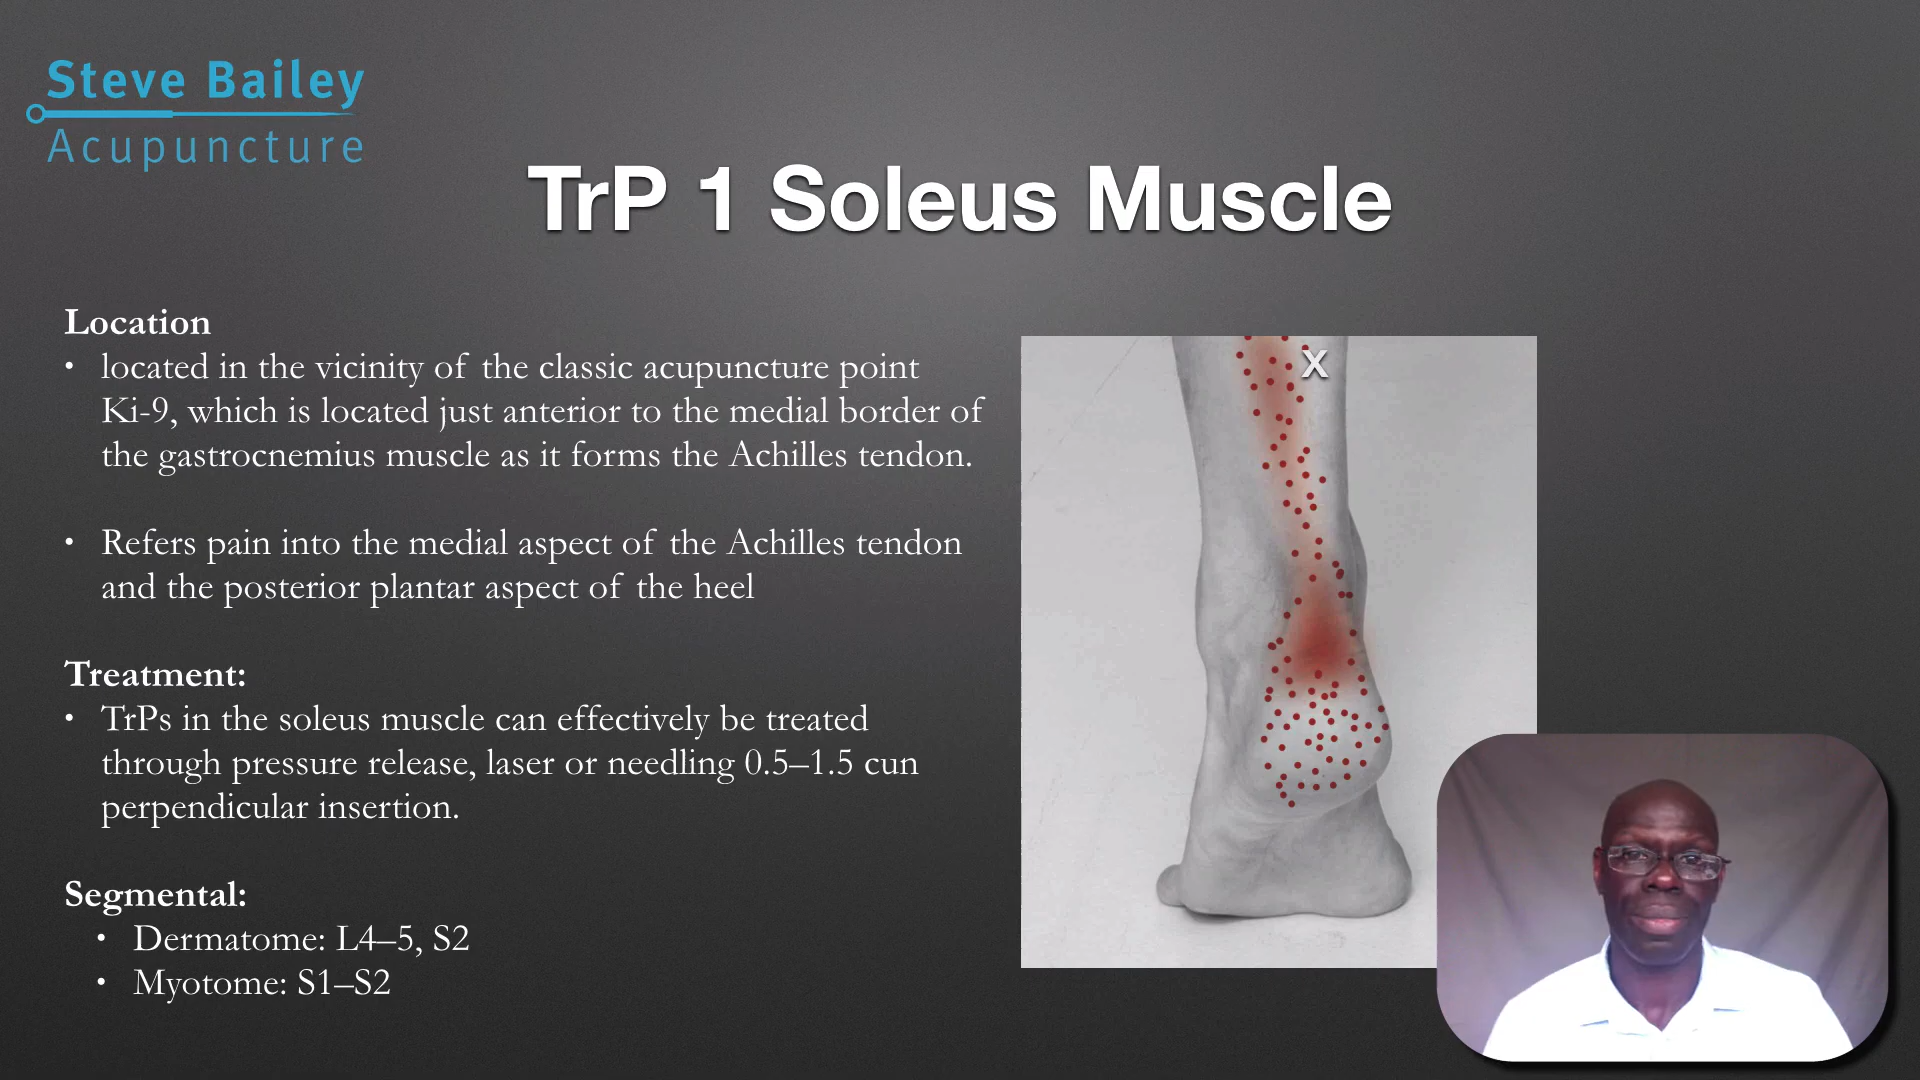 Steve Bailey
Acupuncture
TrP 1 Soleus Muscle
Location
• located in the vicinity of the classic acupuncture point
Ki-9, which is located just anterior to the medial border of
the gastrocnemius muscle as it forms the Achilles tendon.
• Refers pain into the medial aspect of the Achilles tendon
and the posterior plantar aspect of the heel
Treatment:
• TrPs in the soleus muscle can effectively be treated
through pressure release, laser or needling 0.5–1.5 cun
perpendicular insertion.
Segmental:
• Dermatome: L4–5, S2
• Myotome: S1–S2
X